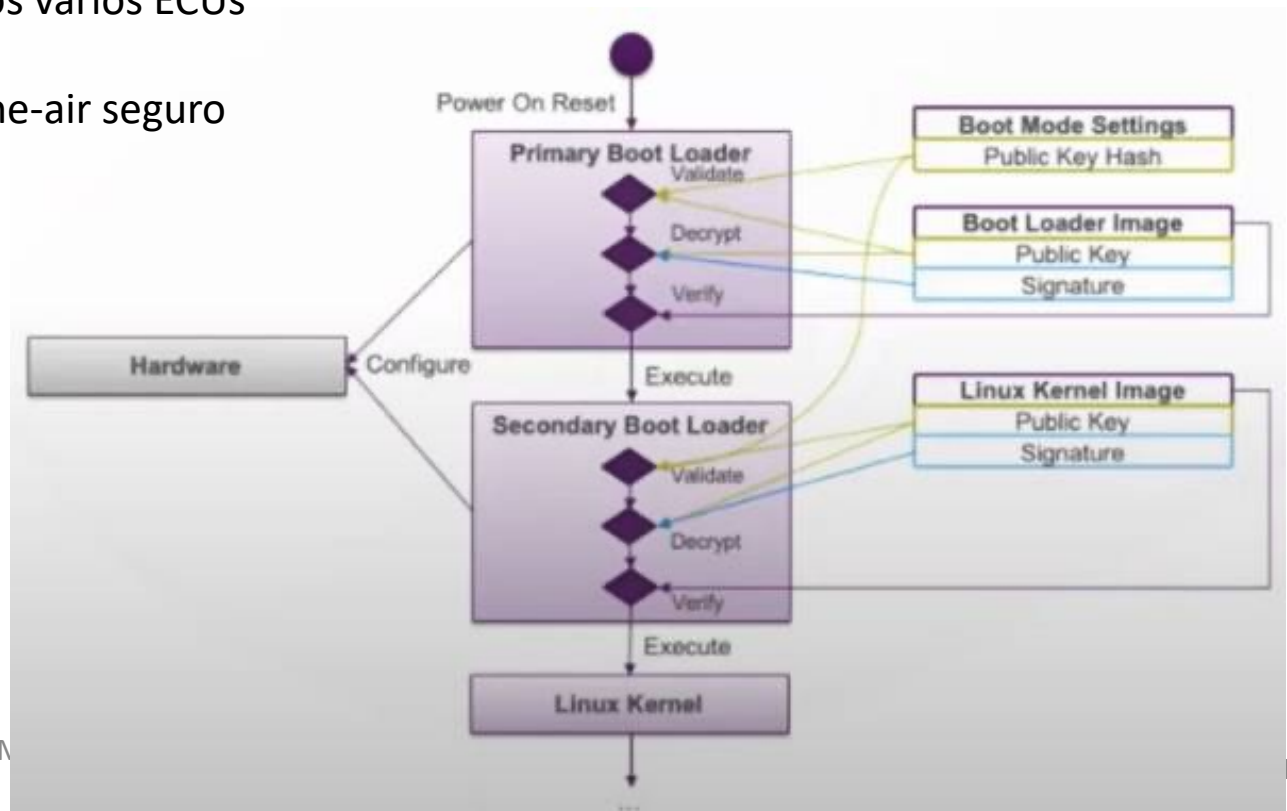 os vários ECUs
he-air seguro
Power On Reset
Primary Boot Loader
Validate
Decrypt
Verify
Boot Mode Settings
Public Key Hash
Boot Loader Image
Public Key
Signature
Hardware
Configure
Execute
Secondary Boot Loader
Validate
Decrypt
Verify
Linux Kernel Image
Public Key
Signature
Execute
Linux Kernel
...